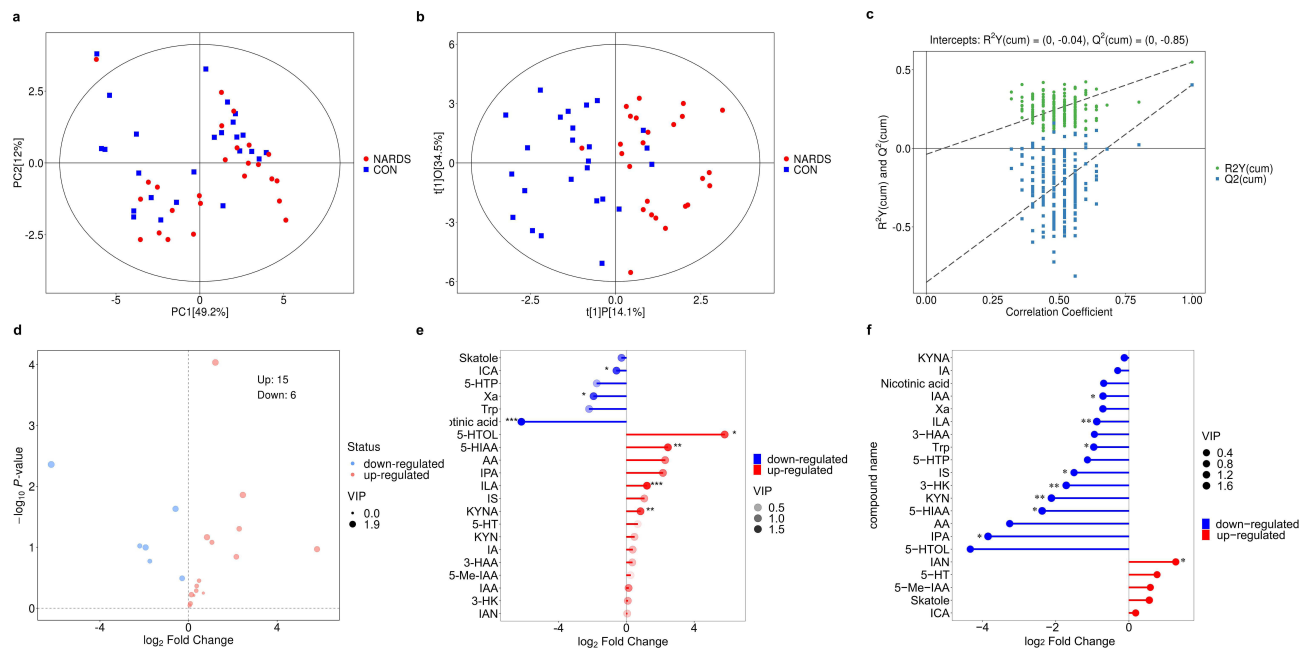 a
5.0
2.5
0.0
-2.5
PC2[12%]
-5
0
5
PC1[49.2%]
NARDS
CON
b
6
3
0
-3
-6
t[1]O[34.5%]
-2.5
0.0
2.5
t[1]P[14.1%]
NARDS
CON
c
Intercepts: R²Y(cum) = (0, -0.04), Q²(cum) = (0, -0.85)
0.5
0.0
-0.5
R²Y(cum) and Q²(cum)
0.00
0.25
0.50
0.75
1.00
Correlation Coefficient
R2Y(cum)
Q2(cum)
d
4
3
2
1
0
−log₁₀ P-value
Up: 15
Down: 6
-4
0
4
log₂ Fold Change
Status
down-regulated
up-regulated
VIP
0.0
1.9
e
Skatole
ICA *
5-HTP
Xa *
Trp
otinic acid ***
5-HTOL *
5-HIAA **
AA
IPA
ILA ***
IS
KYNA **
5-HT
KYN
IA
3-HAA
5-Me-IAA
IAA
3-HK
IAN
-4
0
4
log₂ Fold Change
down-regulated
up-regulated
VIP
0.5
1.0
1.5
f
compound name
KYNA
IA
Nicotinic acid
IAA *
Xa
ILA **
3-HAA
Trp *
5-HTP
IS *
3-HK **
KYN **
5-HIAA *
AA
IPA *
5-HTOL
IAN *
5-HT
5-Me-IAA
Skatole
ICA
−4
−2
0
log₂ Fold Change
VIP
0.4
0.8
1.2
1.6
down−regulated
up−regulated